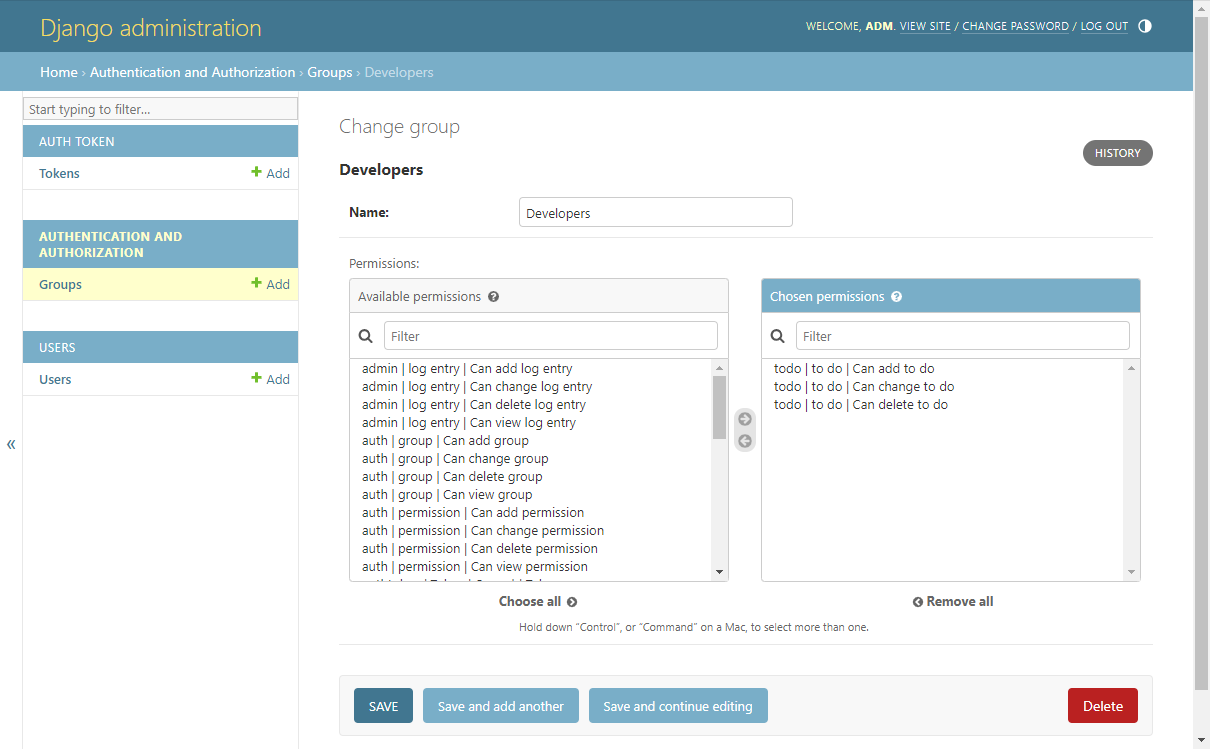 Django administration
WELCOME, ADM. VIEW SITE / CHANGE PASSWORD / LOG OUT
Home › Authentication and Authorization › Groups › Developers
Start typing to filter...
AUTH TOKEN
Tokens
Add
AUTHENTICATION AND
AUTHORIZATION
Groups
Add
USERS
Users
Add
«
Change group
HISTORY
Developers
Name:
Developers
Permissions:
Available permissions
Filter
admin | log entry | Can add log entry
admin | log entry | Can change log entry
admin | log entry | Can delete log entry
admin | log entry | Can view log entry
auth | group | Can add group
auth | group | Can change group
auth | group | Can delete group
auth | group | Can view group
auth | permission | Can add permission
auth | permission | Can change permission
auth | permission | Can delete permission
auth | permission | Can view permission
Choose all
Chosen permissions
Filter
todo | to do | Can add to do
todo | to do | Can change to do
todo | to do | Can delete to do
Remove all
Hold down “Control”, or “Command” on a Mac, to select more than one.
SAVE
Save and add another
Save and continue editing
Delete